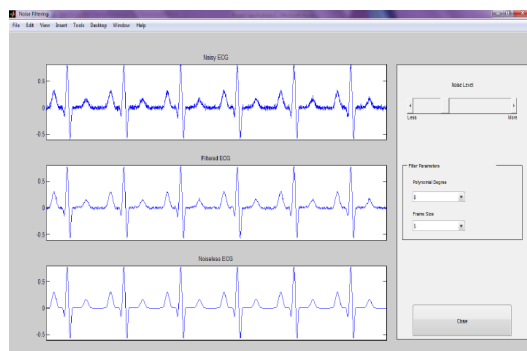 Noise Filtering
File Edit View Insert Tools Desktop Window Help
Noisy ECG
0.5
0
-0.5
Filtered ECG
0.5
0
-0.5
Noiseless ECG
0.5
0
-0.5
Noise Level
Less More
Filter Parameters
Polynomial Degree
Frame Size
5
Close